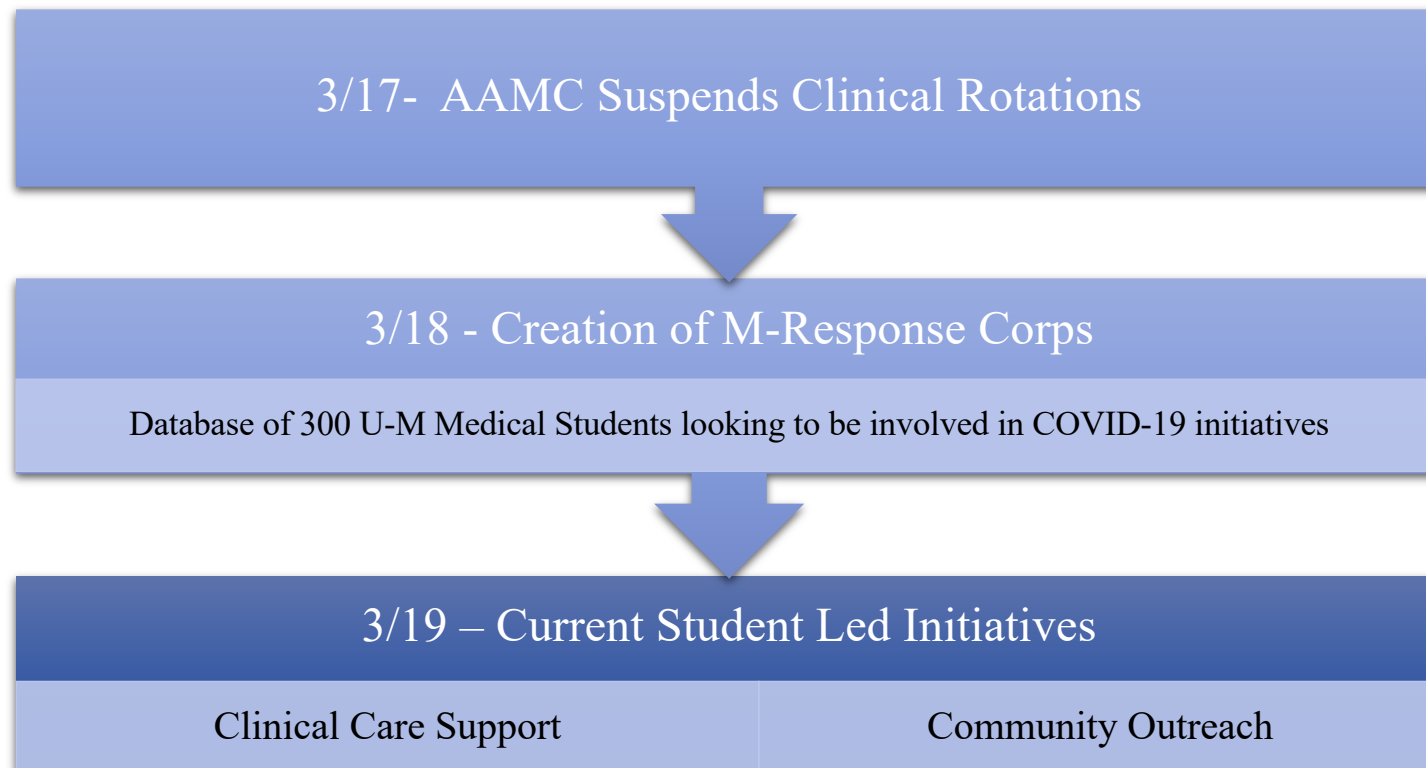 3/17- AAMC Suspends Clinical Rotations
3/18 - Creation of M-Response Corps
Database of 300 U-M Medical Students looking to be involved in COVID-19 initiatives
3/19 – Current Student Led Initiatives
Clinical Care Support
Community Outreach